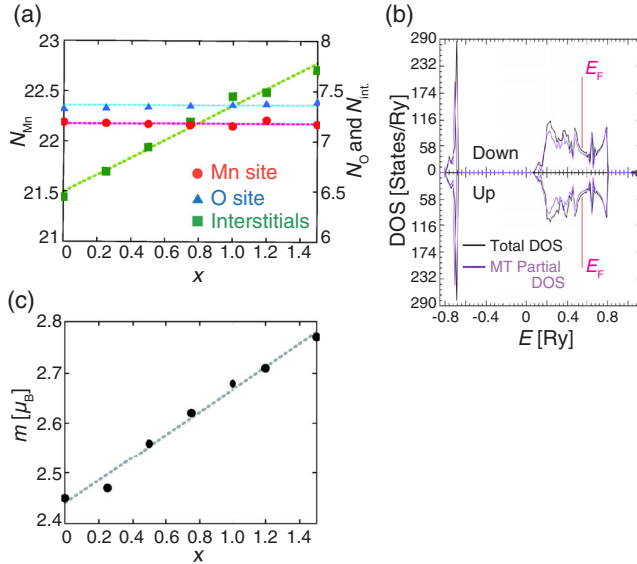 (a)
23
22.5
22
21.5
21
N_Mn
8
7.5
7
6.5
6
N_O and N_int.
Mn site
O site
Interstitials
0 0.2 0.4 0.6 0.8 1.0 1.2 1.4
x
(b)
290
232
174
116
58
0
58
116
174
232
290
DOS [States/Ry]
E_F
Down
Up
Total DOS
MT Partial
DOS
E_F
-0.8 -0.4 0 0.4 0.8
E [Ry]
(c)
2.8
2.7
2.6
2.5
2.4
m [μ_B]
0 0.2 0.4 0.6 0.8 1.0 1.2 1.4
x